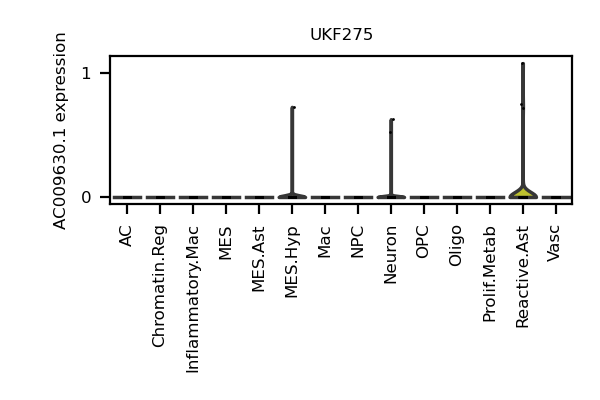 UKF275
AC009630.1 expression
1
0
AC
Chromatin.Reg
Inflammatory.Mac
MES
MES.Ast
MES.Hyp
Mac
NPC
Neuron
OPC
Oligo
Prolif.Metab
Reactive.Ast
Vasc